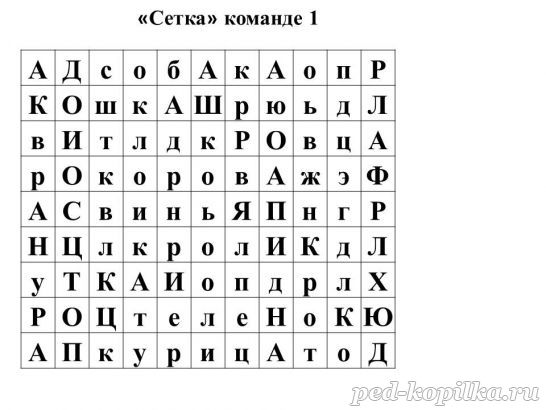 «Сетка» команде 1
А Д с о б А к А о п Р
К О ш к А Ш р ю ь д Л
в И т л д к Р О в ц А
р О к о р о в А ж э Ф
А С в и н ь Я П н г Р
Н Ц л к р о л И К д Л
у Т К А И о п д р л Х
Р О Ц т е л е Н о К Ю
А П к у р и ц А т о Д
ped-kopilka.ru